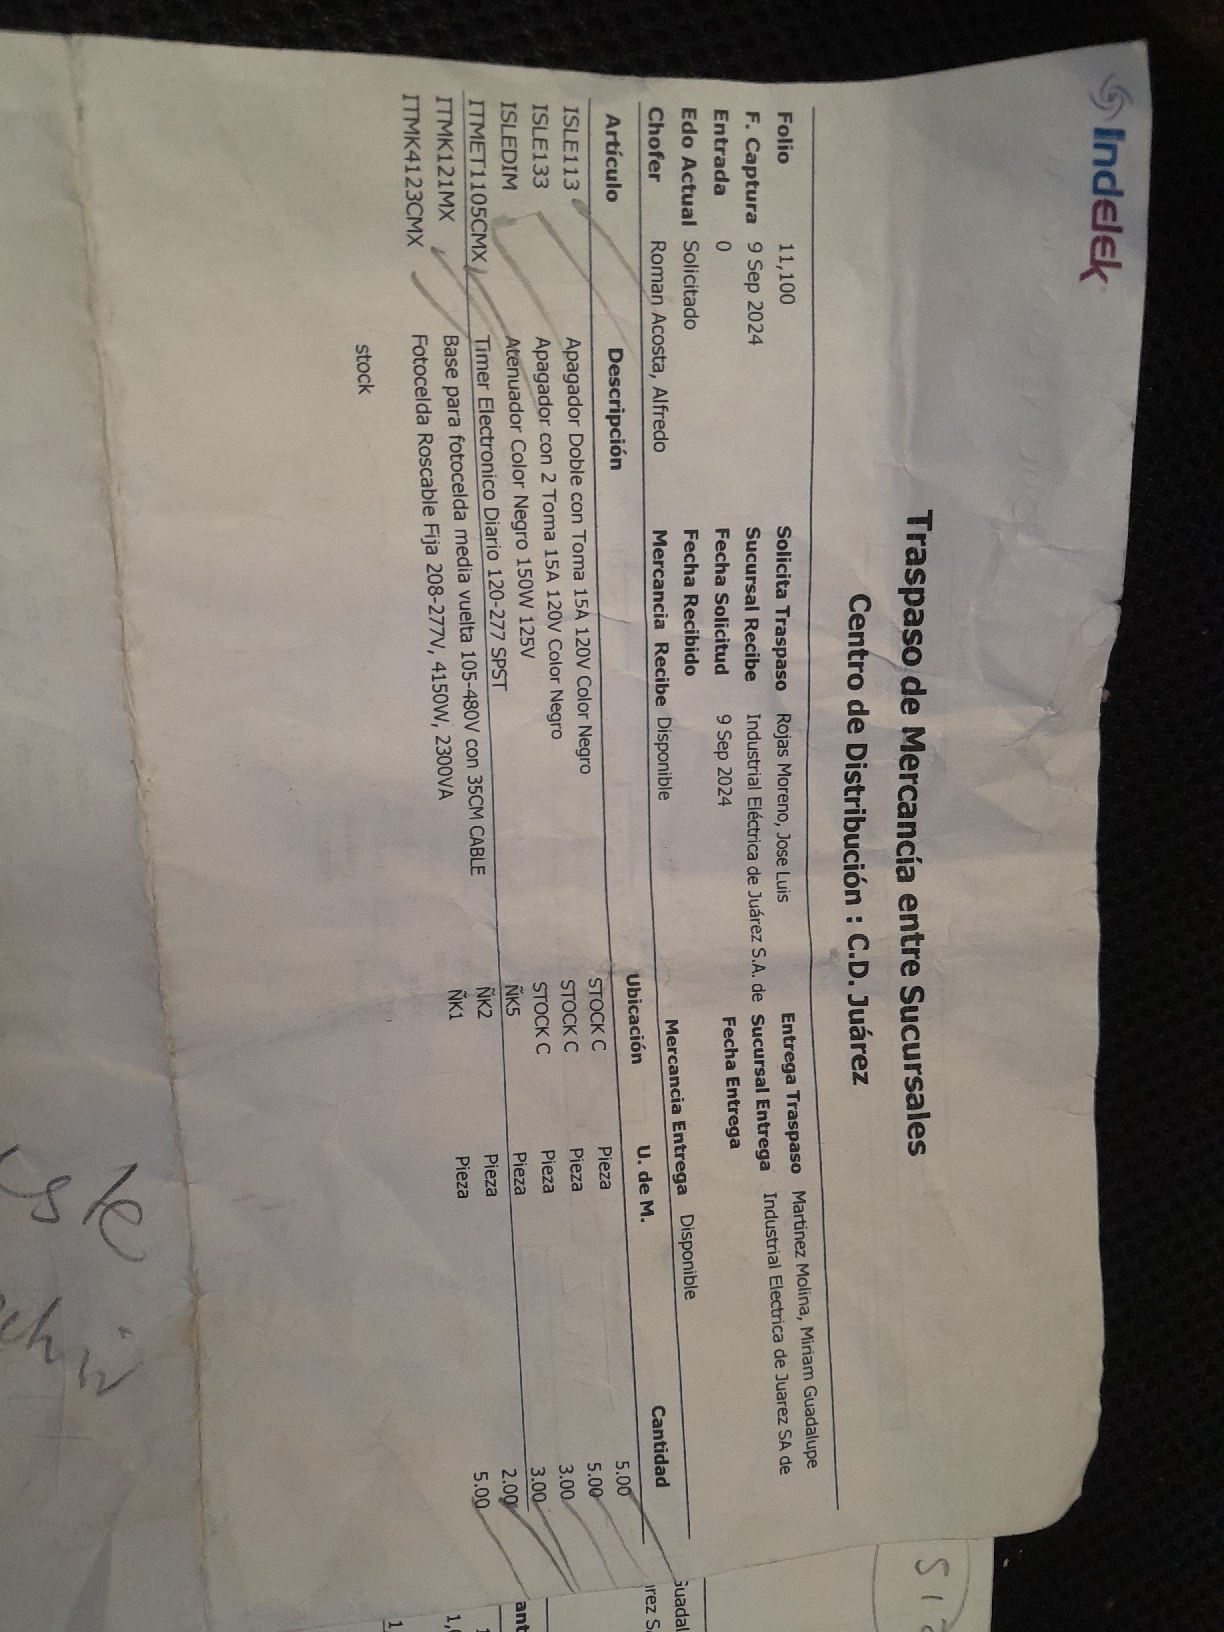 Indelek
Traspaso de Mercancía entre Sucursales
Centro de Distribución : C.D. Juárez
Folio 11,100 Solicita Traspaso Rojas Moreno, Jose Luis Entrega Traspaso Martinez Molina, Miriam Guadalupe
F. Captura 9 Sep 2024 Sucursal Recibe Industrial Eléctrica de Juárez S.A. de Sucursal Entrega Industrial Electrica de Juarez SA de
Entrada 0 Fecha Solicitud 9 Sep 2024 Fecha Entrega
Edo Actual Solicitado Fecha Recibido
Chofer Roman Acosta, Alfredo Mercancia Recibe Disponible Mercancia Entrega Disponible
Artículo Descripción Ubicación U. de M. Cantidad
ISLE113 Apagador Doble con Toma 15A 120V Color Negro STOCK C Pieza 5.00
ISLE133 Apagador con 2 Toma 15A 120V Color Negro STOCK C Pieza 5.00
ISLEDIM Atenuador Color Negro 150W 125V STOCK C Pieza 3.00
ITMET1105CMX Timer Electronico Diario 120-277 SPST ÑK5 Pieza 3.00
ITMK121MX Base para fotocelda media vuelta 105-480V con 35CM CABLE ÑK2 Pieza 2.00
ITMK4123CMX Fotocelda Roscable Fija 208-277V, 4150W, 2300VA ÑK1 Pieza 5.00
stock